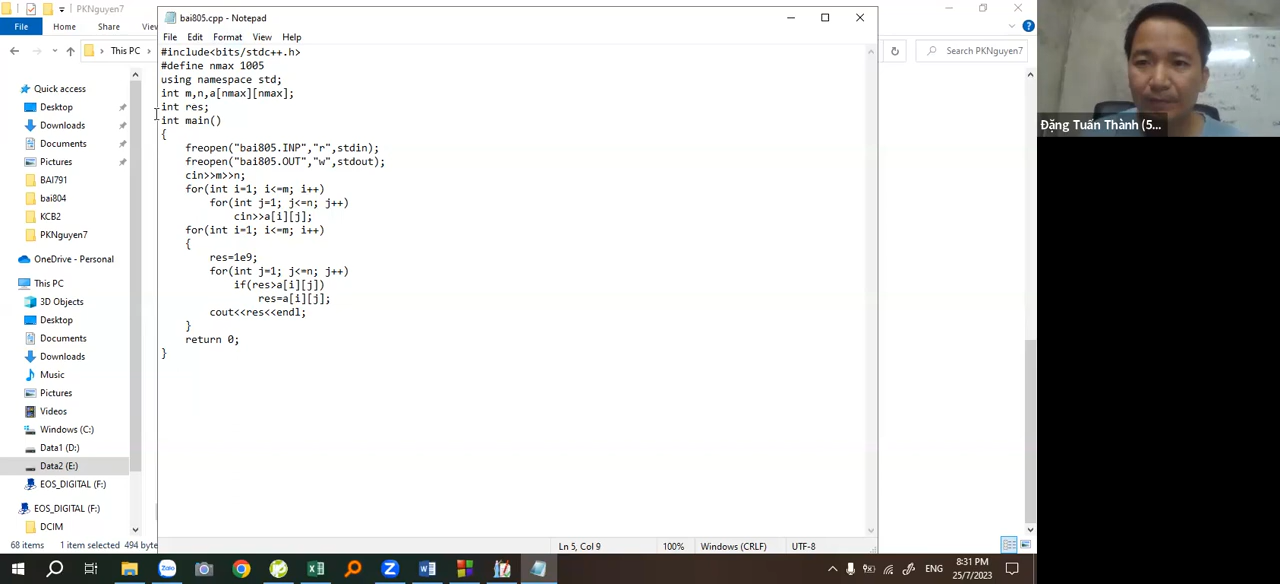 PKNguyen7
File
Home
Share
Vie
This PC
Search PKNguyen7
Quick access
Desktop
Downloads
Documents
Pictures
BAI791
bai804
KCB2
PKNguyen7
OneDrive - Personal
This PC
3D Objects
Desktop
Documents
Downloads
Music
Pictures
Videos
Windows (C:)
Data1 (D:)
Data2 (E:)
EOS_DIGITAL (F:)
EOS_DIGITAL (F:)
DCIM
68 items
1 item selected
494 byte
bai805.cpp - Notepad
File
Edit
Format
View
Help
#include<bits/stdc++.h>
#define nmax 1005
using namespace std;
int m,n,a[nmax][nmax];
int res;
int main()
{
freopen("bai805.INP","r",stdin);
freopen("bai805.OUT","w",stdout);
cin>>m>>n;
for(int i=1; i<=m; i++)
for(int j=1; j<=n; j++)
cin>>a[i][j];
for(int i=1; i<=m; i++)
{
res=1e9;
for(int j=1; j<=n; j++)
if(res>a[i][j])
res=a[i][j];
cout<<res<<endl;
}
return 0;
}
Ln 5, Col 9
100%
Windows (CRLF)
UTF-8
Đặng Tuấn Thành (5...
Zalo
ENG
8:31 PM
25/7/2023